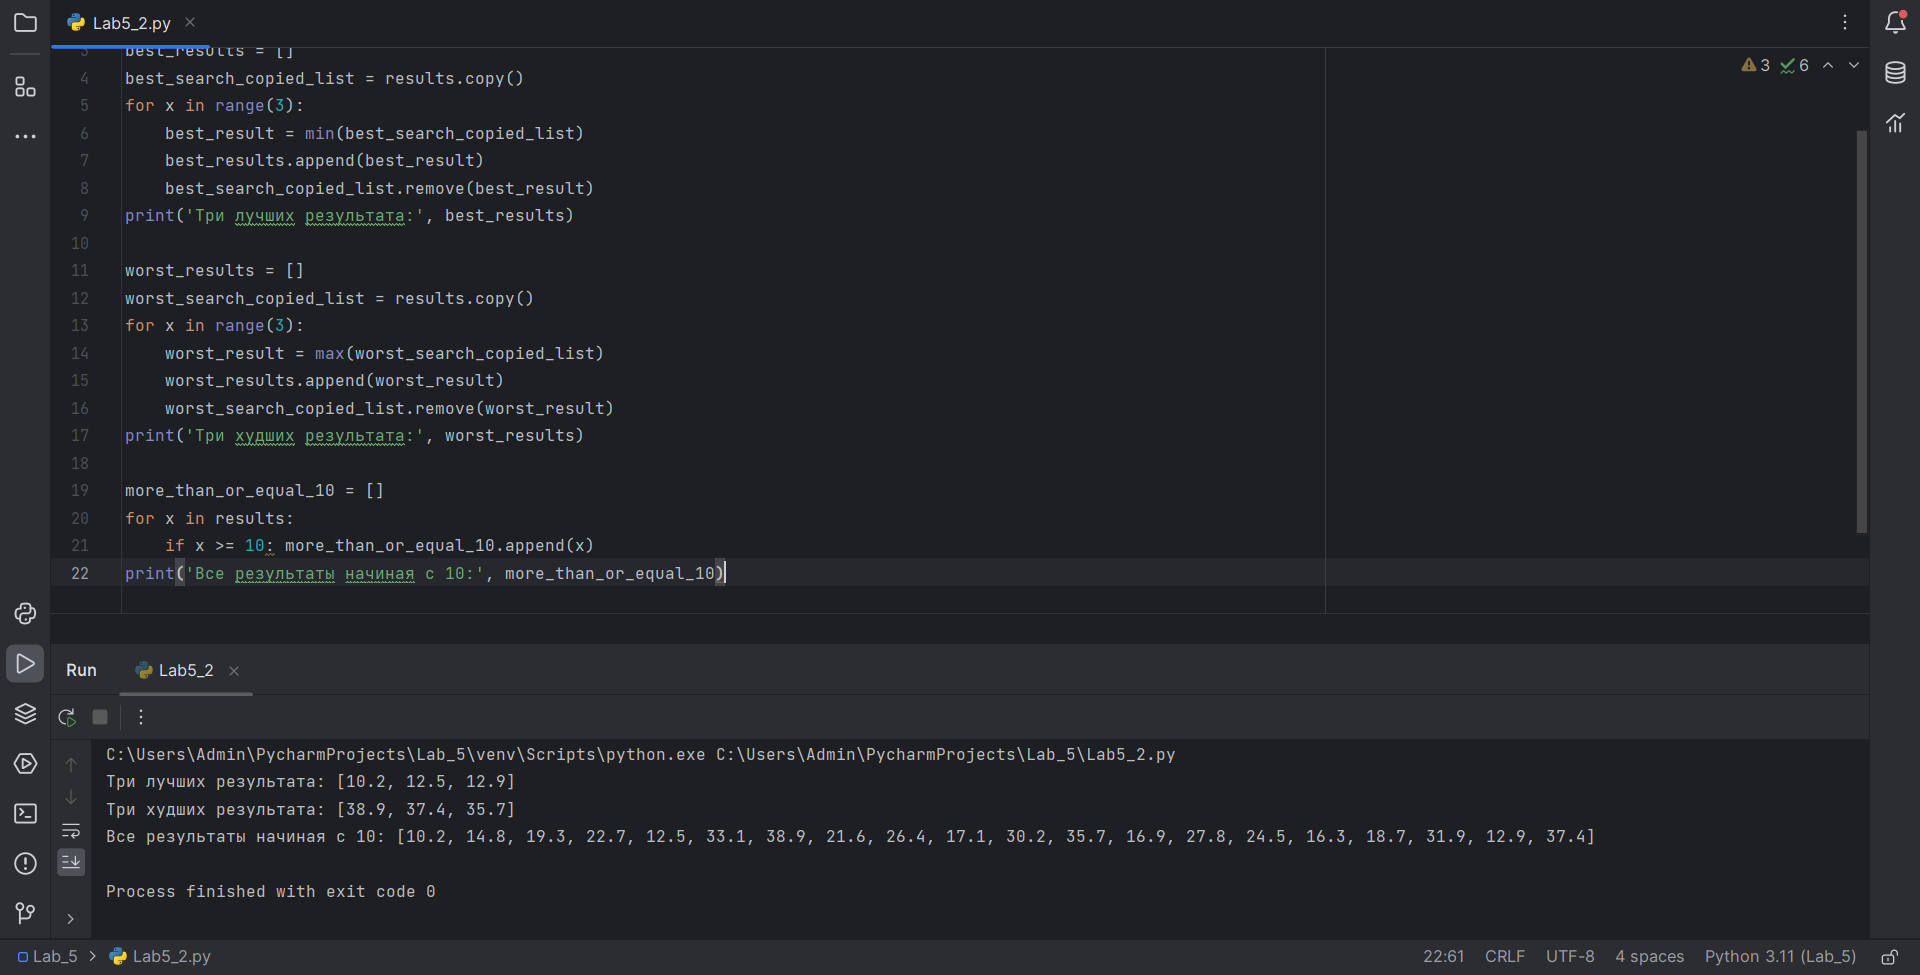 Lab5_2.py
3 best_results = []
4 best_search_copied_list = results.copy()
5 for x in range(3):
6     best_result = min(best_search_copied_list)
7     best_results.append(best_result)
8     best_search_copied_list.remove(best_result)
9 print('Три лучших результата:', best_results)
10
11 worst_results = []
12 worst_search_copied_list = results.copy()
13 for x in range(3):
14     worst_result = max(worst_search_copied_list)
15     worst_results.append(worst_result)
16     worst_search_copied_list.remove(worst_result)
17 print('Три худших результата:', worst_results)
18
19 more_than_or_equal_10 = []
20 for x in results:
21     if x >= 10: more_than_or_equal_10.append(x)
22 print('Все результаты начиная с 10:', more_than_or_equal_10)
3 6
Run Lab5_2
C:\Users\Admin\PycharmProjects\Lab_5\venv\Scripts\python.exe C:\Users\Admin\PycharmProjects\Lab_5\Lab5_2.py
Три лучших результата: [10.2, 12.5, 12.9]
Три худших результата: [38.9, 37.4, 35.7]
Все результаты начиная с 10: [10.2, 14.8, 19.3, 22.7, 12.5, 33.1, 38.9, 21.6, 26.4, 17.1, 30.2, 35.7, 16.9, 27.8, 24.5, 16.3, 18.7, 31.9, 12.9, 37.4]
Process finished with exit code 0
Lab_5 > Lab5_2.py 22:61 CRLF UTF-8 4 spaces Python 3.11 (Lab_5)